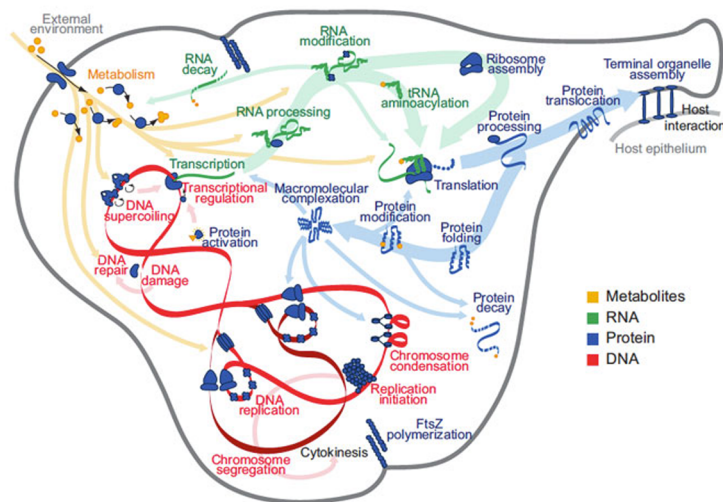 External
environment
Metabolism
RNA
decay
RNA
modification
Ribosome
assembly
tRNA
aminoacylation
Terminal organelle
assembly
Protein
translocation
Host
interaction
Host epithelium
RNA processing
Protein
processing
Transcription
Transcriptional
regulation
Translation
DNA
supercoiling
Macromolecular
complexation
Protein
modification
Protein
activation
Protein
folding
DNA
repair
DNA
damage
Protein
decay
Metabolites
RNA
Protein
DNA
Chromosome
condensation
Replication
initiation
DNA
replication
FtsZ
polymerization
Chromosome
segregation
Cytokinesis